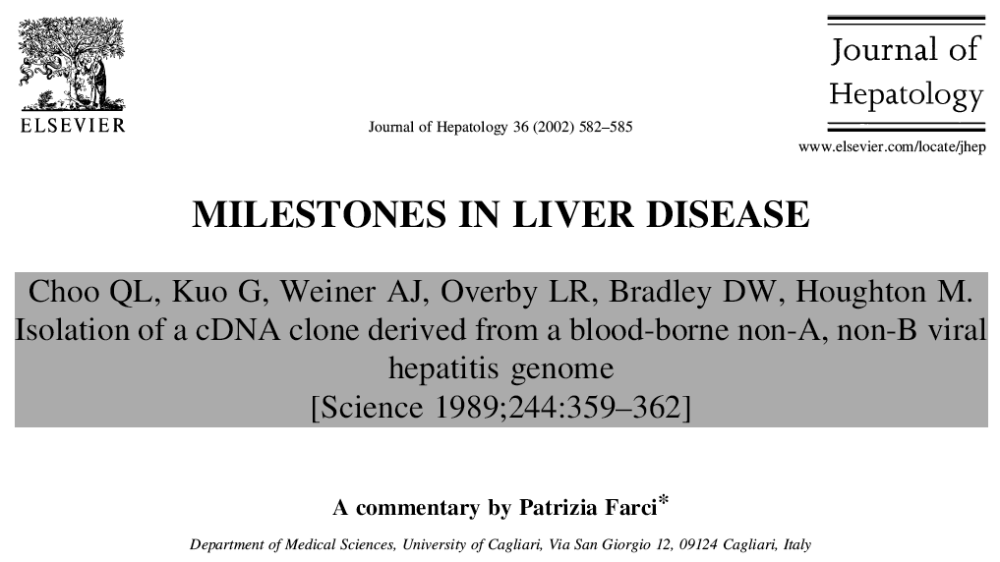 ELSEVIER
Journal of Hepatology 36 (2002) 582–585
Journal of
Hepatology
www.elsevier.com/locate/jhep
MILESTONES IN LIVER DISEASE
Choo QL, Kuo G, Weiner AJ, Overby LR, Bradley DW, Houghton M.
Isolation of a cDNA clone derived from a blood-borne non-A, non-B viral
hepatitis genome
[Science 1989;244:359–362]
A commentary by Patrizia Farci*
Department of Medical Sciences, University of Cagliari, Via San Giorgio 12, 09124 Cagliari, Italy